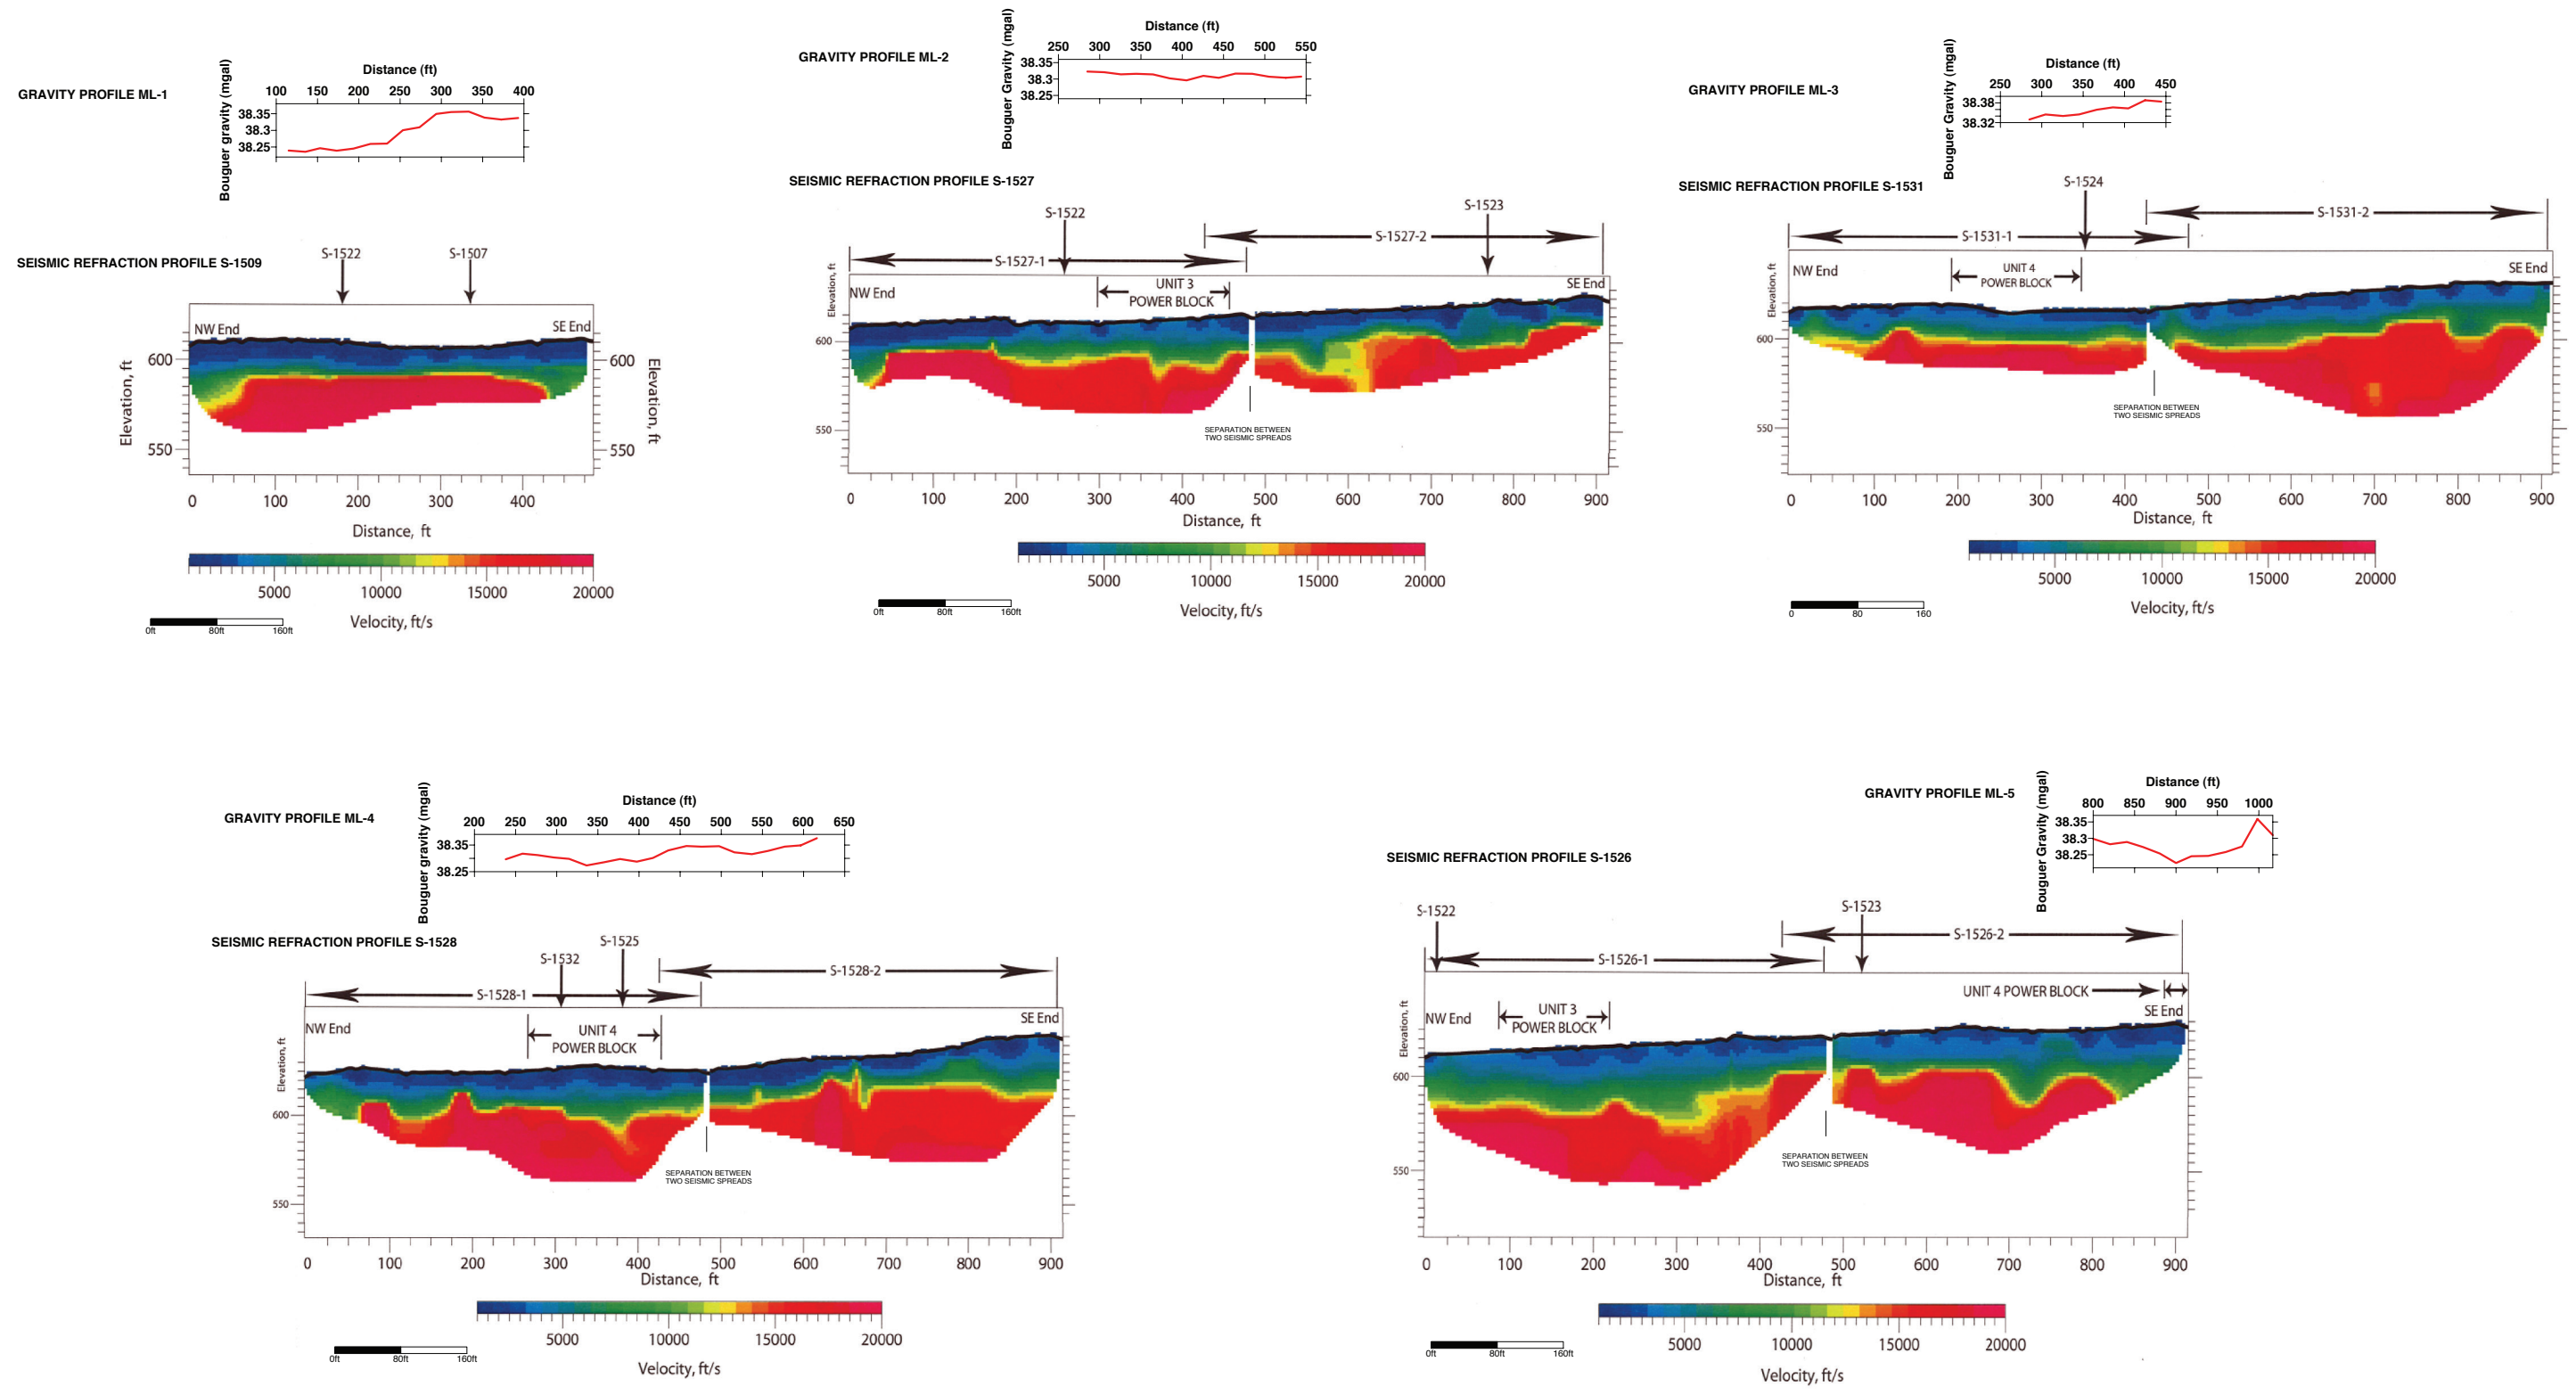 GRAVITY PROFILE ML-1
Bouguer gravity (mgal)
Distance (ft)
100 150 200 250 300 350 400
38.35
38.3
38.25
SEISMIC REFRACTION PROFILE S-1509
S-1522
S-1507
NW End
SE End
Elevation, ft
600
550
600
550
Elevation, ft
0 100 200 300 400
Distance, ft
5000 10000 15000 20000
Velocity, ft/s
0ft 80ft 160ft
GRAVITY PROFILE ML-2
Bouguer Gravity (mgal)
Distance (ft)
250 300 350 400 450 500 550
38.35
38.3
38.25
SEISMIC REFRACTION PROFILE S-1527
S-1522
S-1523
S-1527-2
S-1527-1
Elevation, ft
NW End
UNIT 3
POWER BLOCK
SE End
600
550
SEPARATION BETWEEN
TWO SEISMIC SPREADS
0 100 200 300 400 500 600 700 800 900
Distance, ft
5000 10000 15000 20000
Velocity, ft/s
0ft 80ft 160ft
GRAVITY PROFILE ML-3
Bouguer Gravity (mgal)
Distance (ft)
250 300 350 400 450
38.38
38.32
SEISMIC REFRACTION PROFILE S-1531
S-1524
S-1531-2
S-1531-1
Elevation, ft
NW End
UNIT 4
POWER BLOCK
SE End
600
550
SEPARATION BETWEEN
TWO SEISMIC SPREADS
0 100 200 300 400 500 600 700 800 900
Distance, ft
5000 10000 15000 20000
Velocity, ft/s
0 80 160
GRAVITY PROFILE ML-4
Bouguer gravity (mgal)
Distance (ft)
200 250 300 350 400 450 500 550 600 650
38.35
38.25
SEISMIC REFRACTION PROFILE S-1528
S-1532
S-1525
S-1528-2
S-1528-1
Elevation, ft
NW End
UNIT 4
POWER BLOCK
SE End
600
550
SEPARATION BETWEEN
TWO SEISMIC SPREADS
0 100 200 300 400 500 600 700 800 900
Distance, ft
5000 10000 15000 20000
Velocity, ft/s
0ft 80ft 160ft
GRAVITY PROFILE ML-5
Bouguer Gravity (mgal)
Distance (ft)
800 850 900 950 1000
38.35
38.3
38.25
SEISMIC REFRACTION PROFILE S-1526
S-1522
S-1523
S-1526-2
S-1526-1
Elevation, ft
NW End
UNIT 3
POWER BLOCK
UNIT 4 POWER BLOCK
SE End
600
550
SEPARATION BETWEEN
TWO SEISMIC SPREADS
0 100 200 300 400 500 600 700 800 900
Distance, ft
5000 10000 15000 20000
Velocity, ft/s
0ft 80ft 160ft